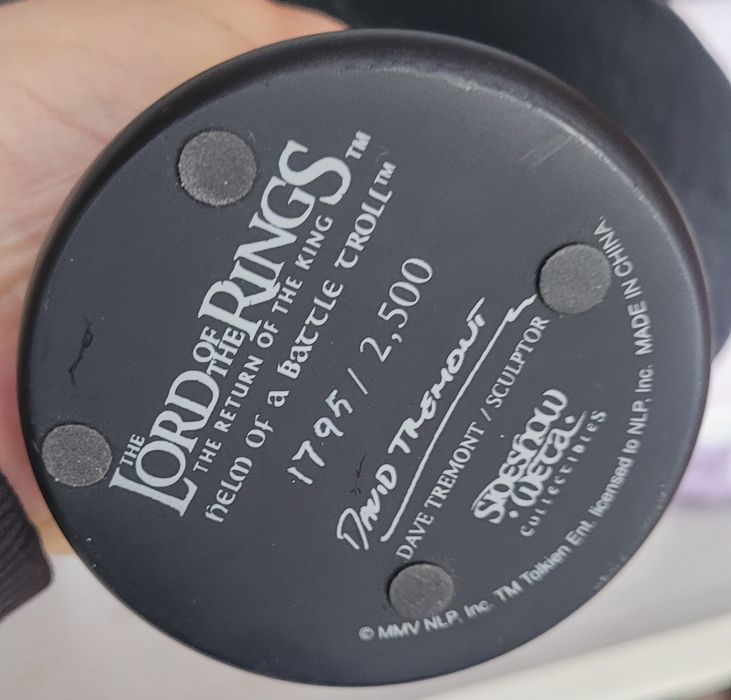 THE
LORD OF THE RINGS™
THE RETURN OF THE KING
HELM OF A BATTLE TROLL™
1795 / 2,500
DAVID TREMONT
DAVE TREMONT / SCULPTOR
SIDESHOW
·WETA·
COLLECTIBLES
© MMV NLP, Inc. TM Tolkien Ent. licensed to NLP, Inc. MADE IN CHINA